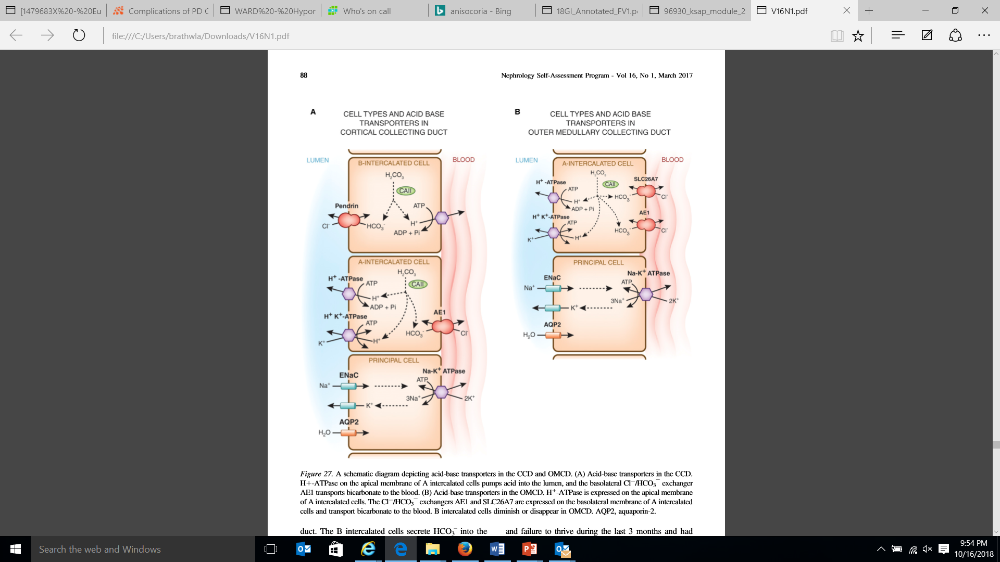 [1479683X%20-%20Eu
Complications of PD C
WARD%20-%20Hypor
Who's on call
anisocoria - Bing
18GI_Annotated_FV1.p
96930_ksap_module_2
V16N1.pdf
file:///C:/Users/brathwla/Downloads/V16N1.pdf
88
Nephrology Self-Assessment Program - Vol 16, No 1, March 2017
A
CELL TYPES AND ACID BASE
TRANSPORTERS IN
CORTICAL COLLECTING DUCT
LUMEN
BLOOD
B-INTERCALATED CELL
H₂CO₃
CAII
Pendrin
ATP
Cl⁻
HCO₃⁻
H⁺
ADP + Pi
A-INTERCALATED CELL
H₂CO₃
H⁺ -ATPase
ATP
CAII
H⁺
ADP + Pi
AE1
H⁺ K⁺-ATPase
ATP
HCO₃⁻
Cl⁻
K⁺
H⁺
PRINCIPAL CELL
ENaC
Na-K⁺ ATPase
ATP
Na⁺
3Na⁺
2K⁺
K⁺
AQP2
H₂O
B
CELL TYPES AND ACID BASE
TRANSPORTERS IN
OUTER MEDULLARY COLLECTING DUCT
LUMEN
BLOOD
A-INTERCALATED CELL
H₂CO₃
SLC26A7
H⁺ -ATPase
CAII
ATP
HCO₃⁻
Cl⁻
H⁺
ADP + Pi
AE1
H⁺ K⁺-ATPase
ATP
HCO₃⁻
Cl⁻
K⁺
H⁺
PRINCIPAL CELL
Na-K⁺ ATPase
ENaC
ATP
Na⁺
3Na⁺
2K⁺
K⁺
AQP2
H₂O
Figure 27. A schematic diagram depicting acid-base transporters in the CCD and OMCD. (A) Acid-base transporters in the CCD.
H+-ATPase on the apical membrane of A intercalated cells pumps acid into the lumen, and the basolateral Cl⁻/HCO₃⁻ exchanger
AE1 transports bicarbonate to the blood. (B) Acid-base transporters in the OMCD. H⁺-ATPase is expressed on the apical membrane
of A intercalated cells. The Cl⁻/HCO₃⁻ exchangers AE1 and SLC26A7 are expressed on the basolateral membrane of A intercalated
cells and transport bicarbonate to the blood. B intercalated cells diminish or disappear in OMCD. AQP2, aquaporin-2.
duct. The B intercalated cells secrete HCO₃⁻ into the
and failure to thrive during the last 3 months and had
Search the web and Windows
9:54 PM
10/16/2018